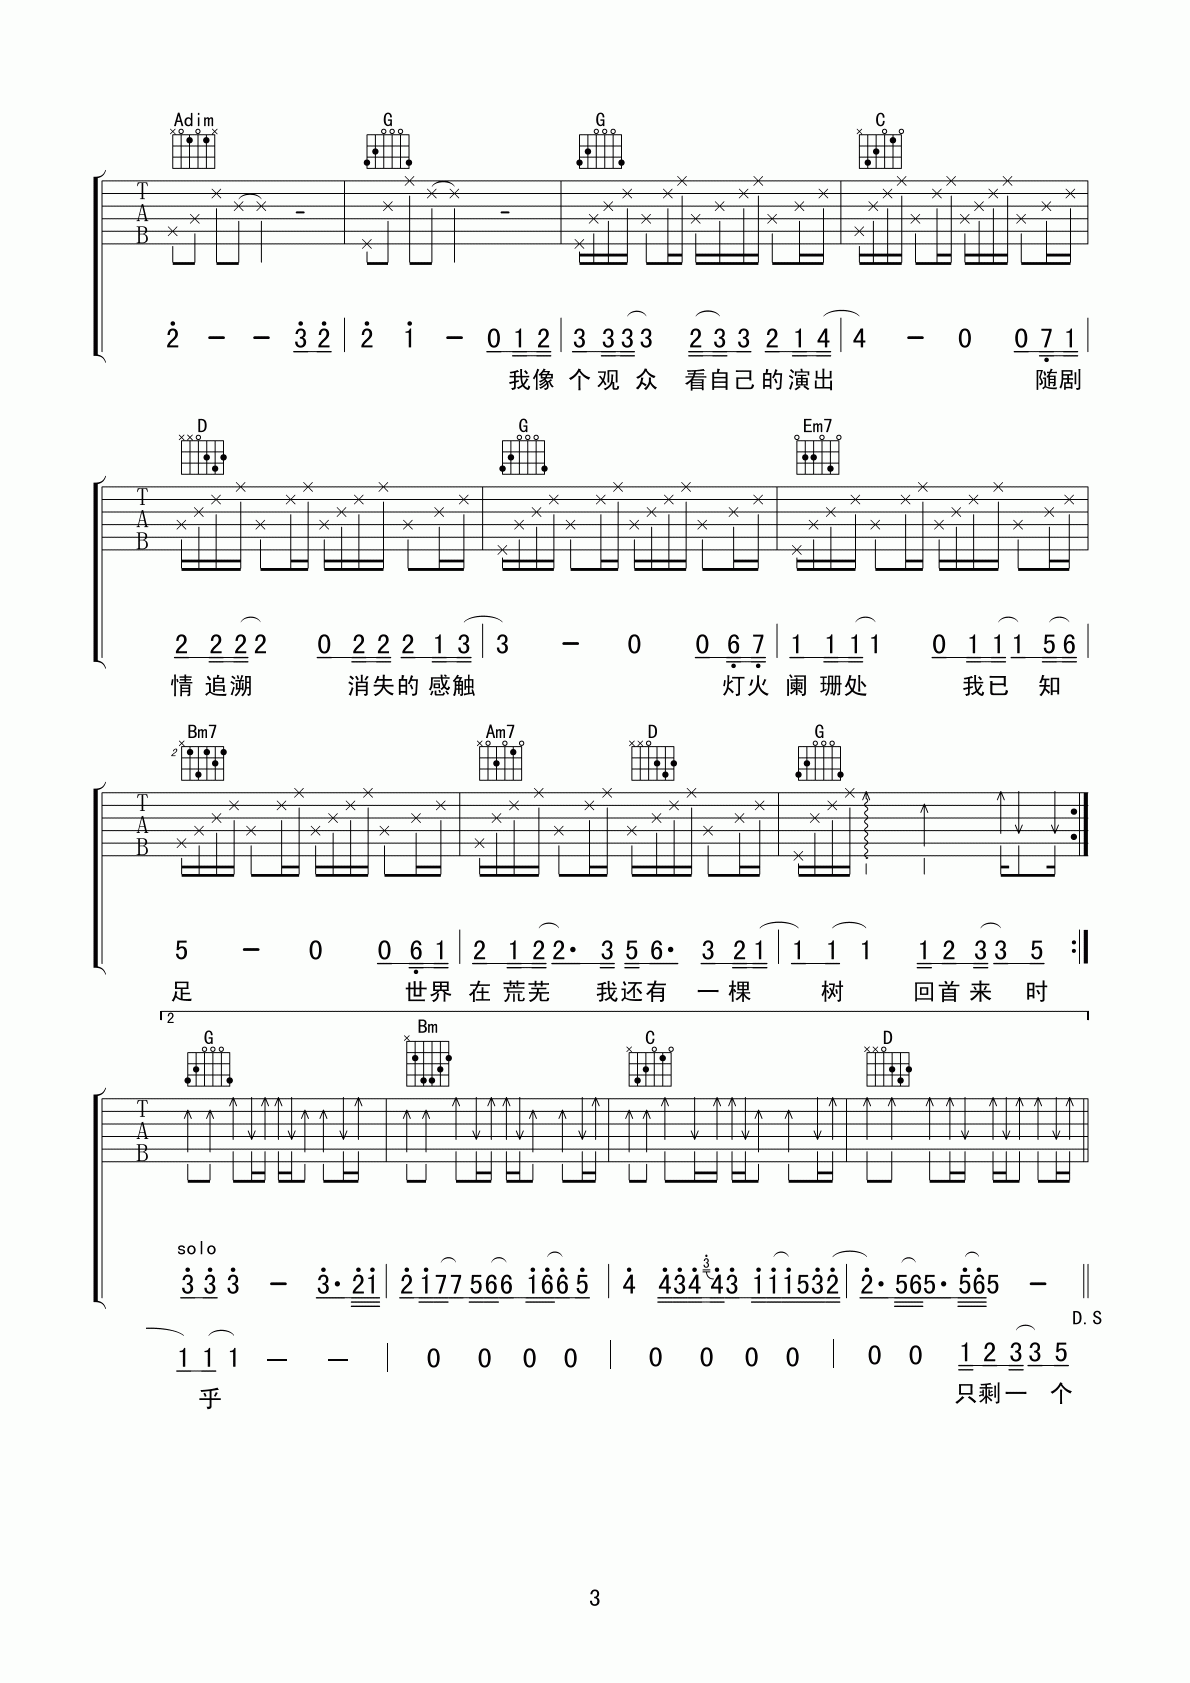 Adim G G C
T
A
B
2 - - 3 2 | 2 1 - 0 1 2 | 3 3 3 3 3 2 3 3 2 1 4 | 4 - 0 0 7 1 |
我像 个 观 众 看自己 的 演 出 随剧
D G Em7
T
A
B
2 2 2 2 2 0 2 2 2 1 3 | 3 - 0 0 6 7 | 1 1 1 1 0 1 1 1 5 6 |
情 追溯 消失的 感触 灯火 阑 珊处 我已 知
Bm7 Am7 D G
2
T
A
B
5 - 0 0 6 1 | 2 1 2 2· 3 5 6· 3 2 1 | 1 1 1 1 2 3 3 5 :|
足 世界 在 荒芜 我还有 一棵 树 回首来 时
2
G Bm C D
T
A
B
solo
3 3 3 - 3· 2 1 | 2 1 7 7 5 6 6 1 6 6 5 | 4 4 3 4 3 4 3 1 1 1 5 3 2 | 2· 5 6 5· 5 6 5 - ||
D.S
1 1 1 - - | 0 0 0 0 | 0 0 0 0 | 0 0 1 2 3 3 5
乎 只剩一 个
3